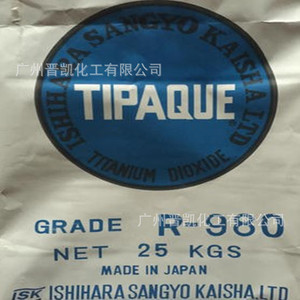 ISHIHARA SANGYO KAISHA,LTD
广州晋凯化工有限公司
TIPAQUE
TITANIUM DIOXIDE
广州晋凯化工有限公司
GRADE R-980
NET 25 KGS
MADE IN JAPAN
ISK ISHIHARA SANGYO KAISHA,LTD